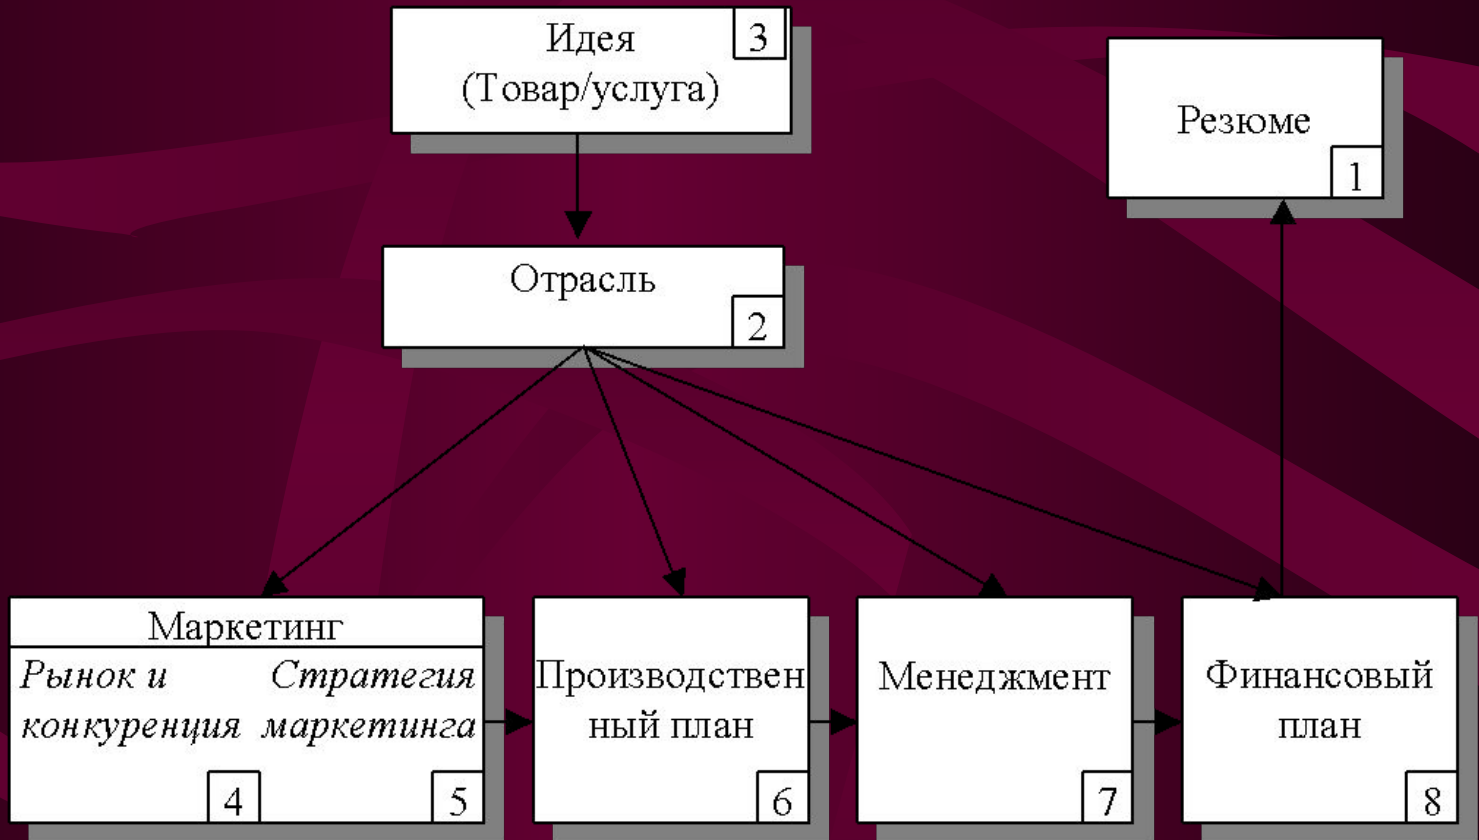 Идея
3
(Товар/услуга)
Резюме
1
Отрасль
2
Маркетинг
Рынок и
конкуренция
4
Стратегия
маркетинга
5
Производствен
ный план
6
Менеджмент
7
Финансовый
план
8